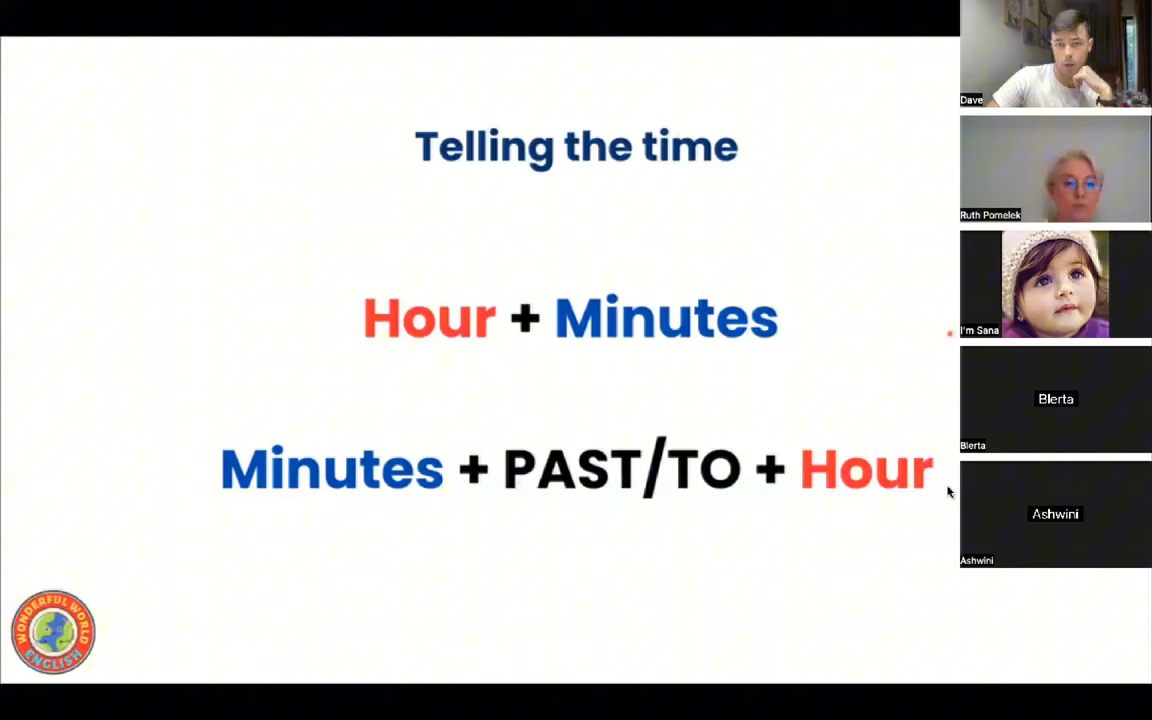 Telling the time
Hour + Minutes
Minutes + PAST/TO + Hour
WONDERFUL WORLD
ENGLISH
Dave
Ruth Pomelek
I'm Sana
Blerta
Blerta
Ashwini
Ashwini